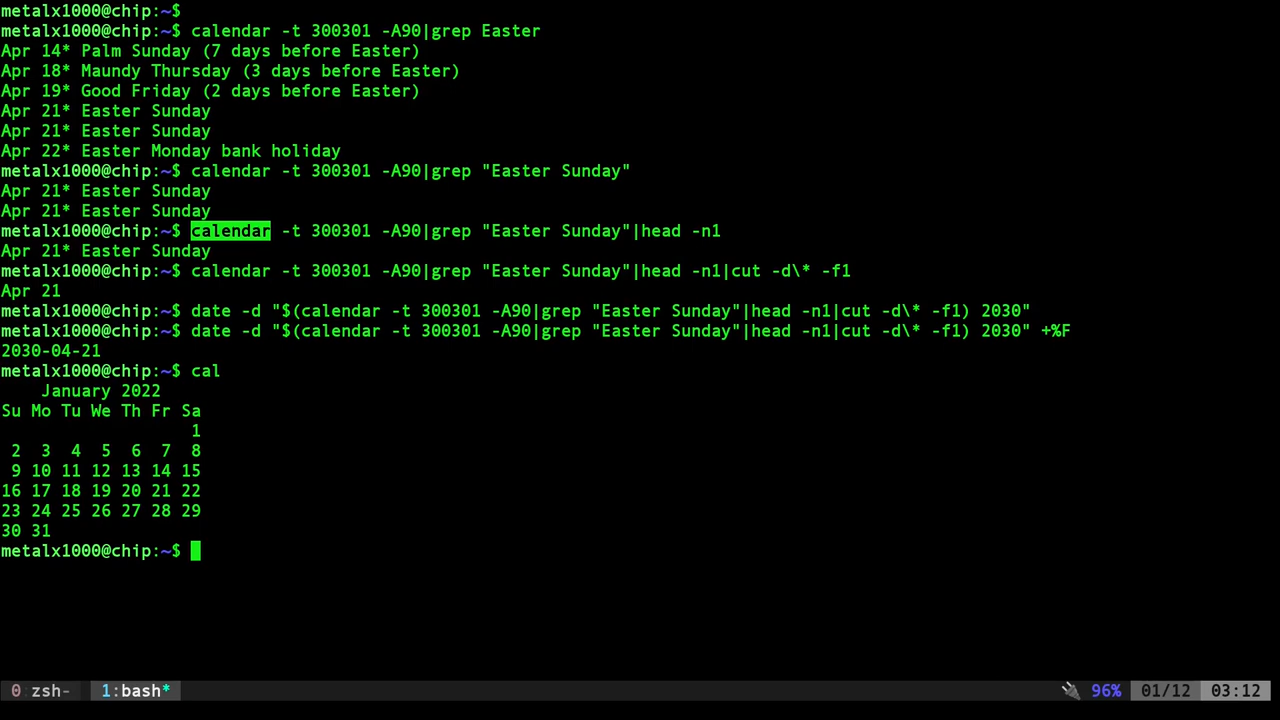 metalx1000@chip:~$
metalx1000@chip:~$ calendar -t 300301 -A90|grep Easter
Apr 14* Palm Sunday (7 days before Easter)
Apr 18* Maundy Thursday (3 days before Easter)
Apr 19* Good Friday (2 days before Easter)
Apr 21* Easter Sunday
Apr 21* Easter Sunday
Apr 22* Easter Monday bank holiday
metalx1000@chip:~$ calendar -t 300301 -A90|grep "Easter Sunday"
Apr 21* Easter Sunday
Apr 21* Easter Sunday
metalx1000@chip:~$ calendar -t 300301 -A90|grep "Easter Sunday"|head -n1
Apr 21* Easter Sunday
metalx1000@chip:~$ calendar -t 300301 -A90|grep "Easter Sunday"|head -n1|cut -d\* -f1
Apr 21
metalx1000@chip:~$ date -d "$(calendar -t 300301 -A90|grep "Easter Sunday"|head -n1|cut -d\* -f1) 2030"
metalx1000@chip:~$ date -d "$(calendar -t 300301 -A90|grep "Easter Sunday"|head -n1|cut -d\* -f1) 2030" +%F
2030-04-21
metalx1000@chip:~$ cal
    January 2022
Su Mo Tu We Th Fr Sa
                   1
 2  3  4  5  6  7  8
 9 10 11 12 13 14 15
16 17 18 19 20 21 22
23 24 25 26 27 28 29
30 31
metalx1000@chip:~$
0 zsh- 1:bash* 96% 01/12 03:12